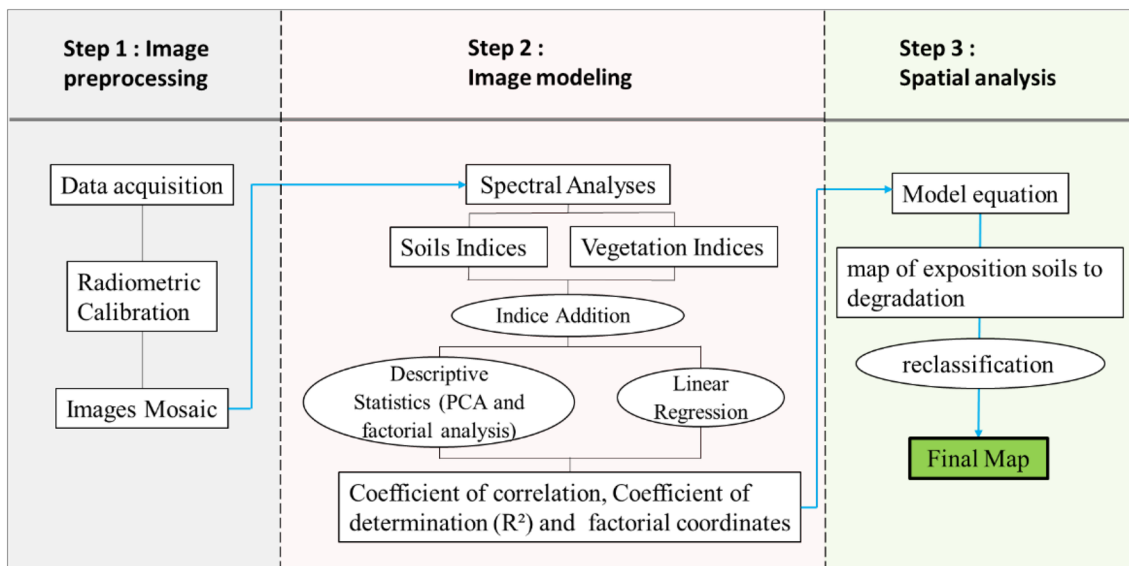 Step 1 : Image
preprocessing
Step 2 :
Image modeling
Step 3 :
Spatial analysis
Data acquisition
Radiometric
Calibration
Images Mosaic
Spectral Analyses
Soils Indices
Vegetation Indices
Indice Addition
Descriptive
Statistics (PCA and
factorial analysis)
Linear
Regression
Coefficient of correlation, Coefficient of
determination (R²) and factorial coordinates
Model equation
map of exposition soils to
degradation
reclassification
Final Map